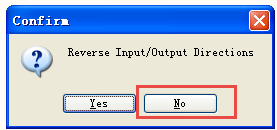 Confirm
Reverse Input/Output Directions
Yes
No